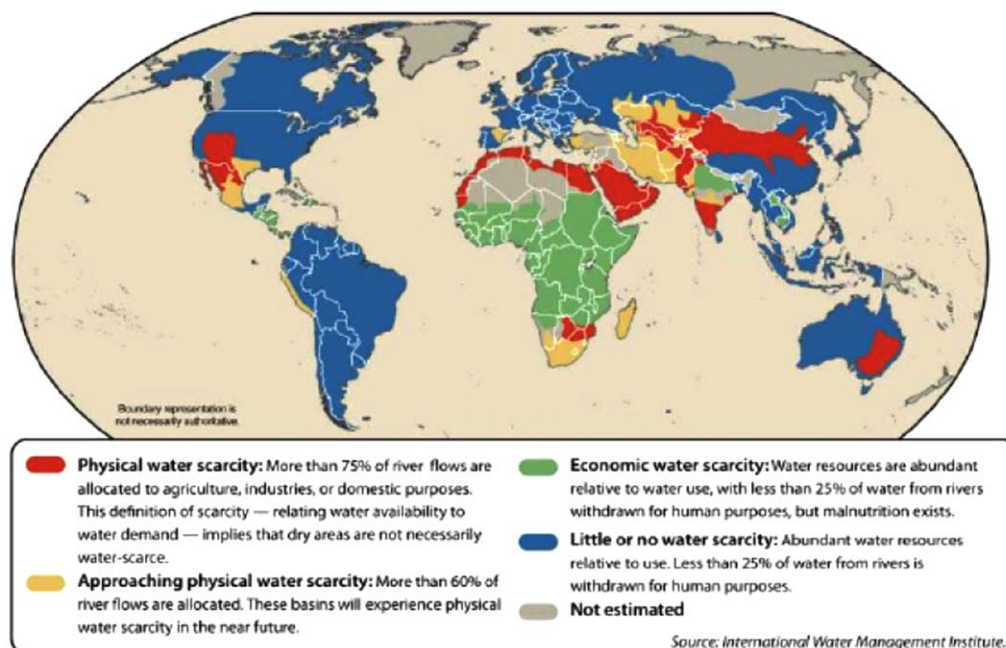 Boundary representation is
not necessarily authoritative.
Physical water scarcity: More than 75% of river flows are
allocated to agriculture, industries, or domestic purposes.
This definition of scarcity — relating water availability to
water demand — implies that dry areas are not necessarily
water-scarce.
Approaching physical water scarcity: More than 60% of
river flows are allocated. These basins will experience physical
water scarcity in the near future.
Economic water scarcity: Water resources are abundant
relative to water use, with less than 25% of water from rivers
withdrawn for human purposes, but malnutrition exists.
Little or no water scarcity: Abundant water resources
relative to use. Less than 25% of water from rivers is
withdrawn for human purposes.
Not estimated
Source: International Water Management Institute.